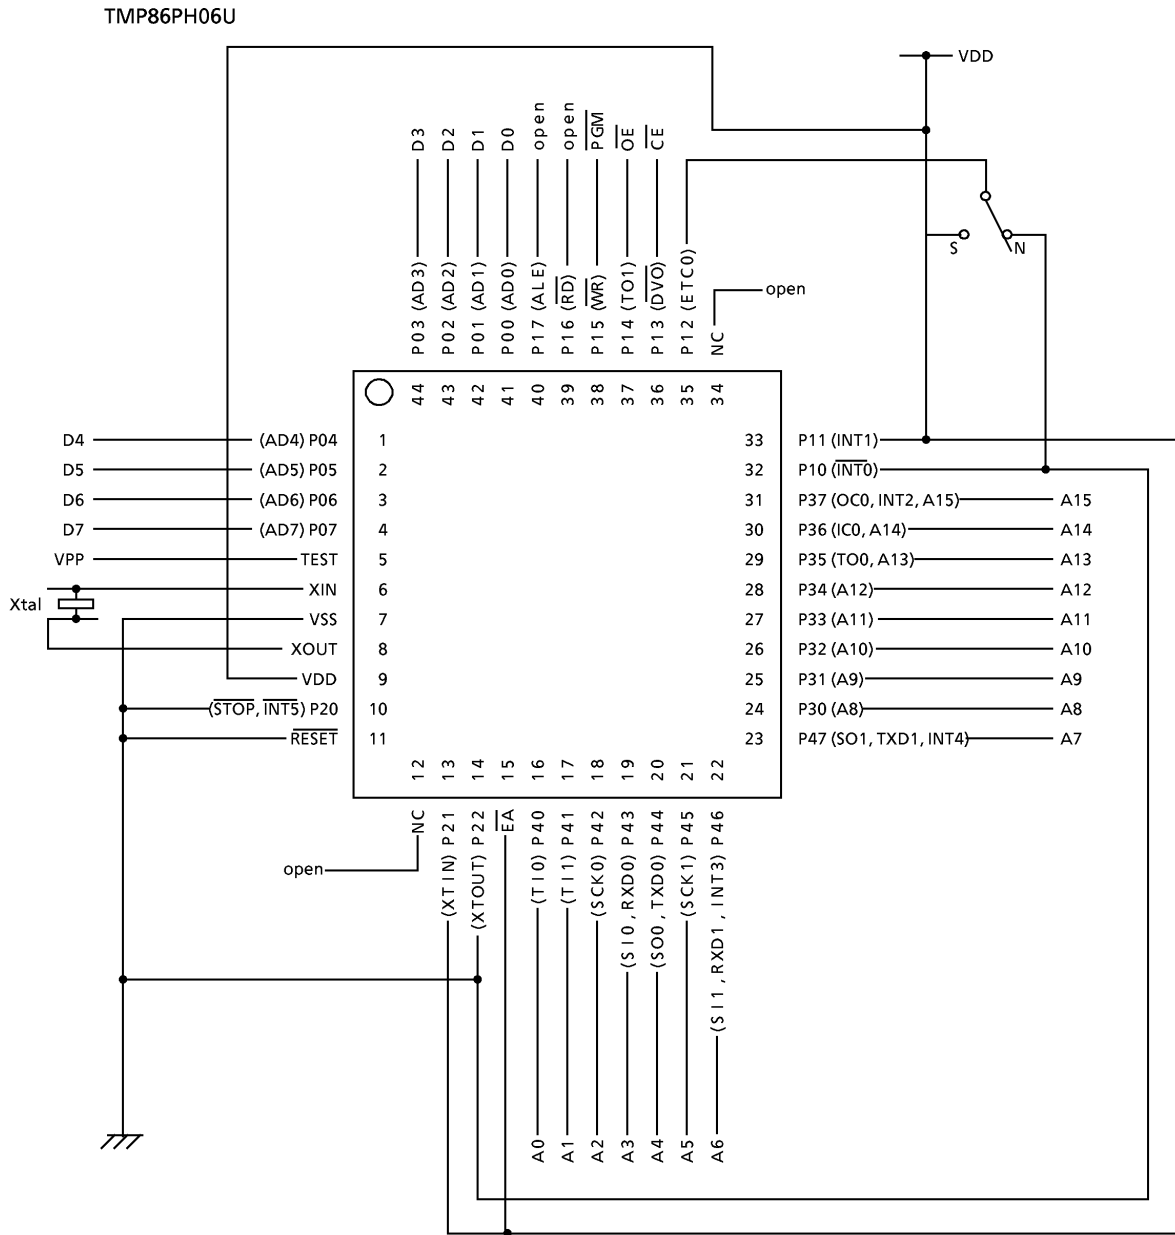 TMP86PH06U
VDD
D3
D2
D1
D0
open
open
PGM
OE
CE
S
N
P03 (AD3)
P02 (AD2)
P01 (AD1)
P00 (AD0)
P17 (ALE)
P16 (RD)
P15 (WR)
P14 (TO1)
P13 (DVO)
P12 (ETC0)
NC
open
44
43
42
41
40
39
38
37
36
35
34
D4 (AD4) P04 1
D5 (AD5) P05 2
D6 (AD6) P06 3
D7 (AD7) P07 4
VPP TEST 5
XIN 6
Xtal
VSS 7
XOUT 8
VDD 9
(STOP, INT5) P20 10
RESET 11
33 P11 (INT1)
32 P10 (INT0)
31 P37 (OC0, INT2, A15) A15
30 P36 (IC0, A14) A14
29 P35 (TO0, A13) A13
28 P34 (A12) A12
27 P33 (A11) A11
26 P32 (A10) A10
25 P31 (A9) A9
24 P30 (A8) A8
23 P47 (SO1, TXD1, INT4) A7
12
13
14
15
16
17
18
19
20
21
22
NC
open
(XTIN) P21
(XTOUT) P22
EA
(TI0) P40
(TI1) P41
(SCK0) P42
(SI0, RXD0) P43
(SO0, TXD0) P44
(SCK1) P45
(SI1, RXD1, INT3) P46
A0
A1
A2
A3
A4
A5
A6